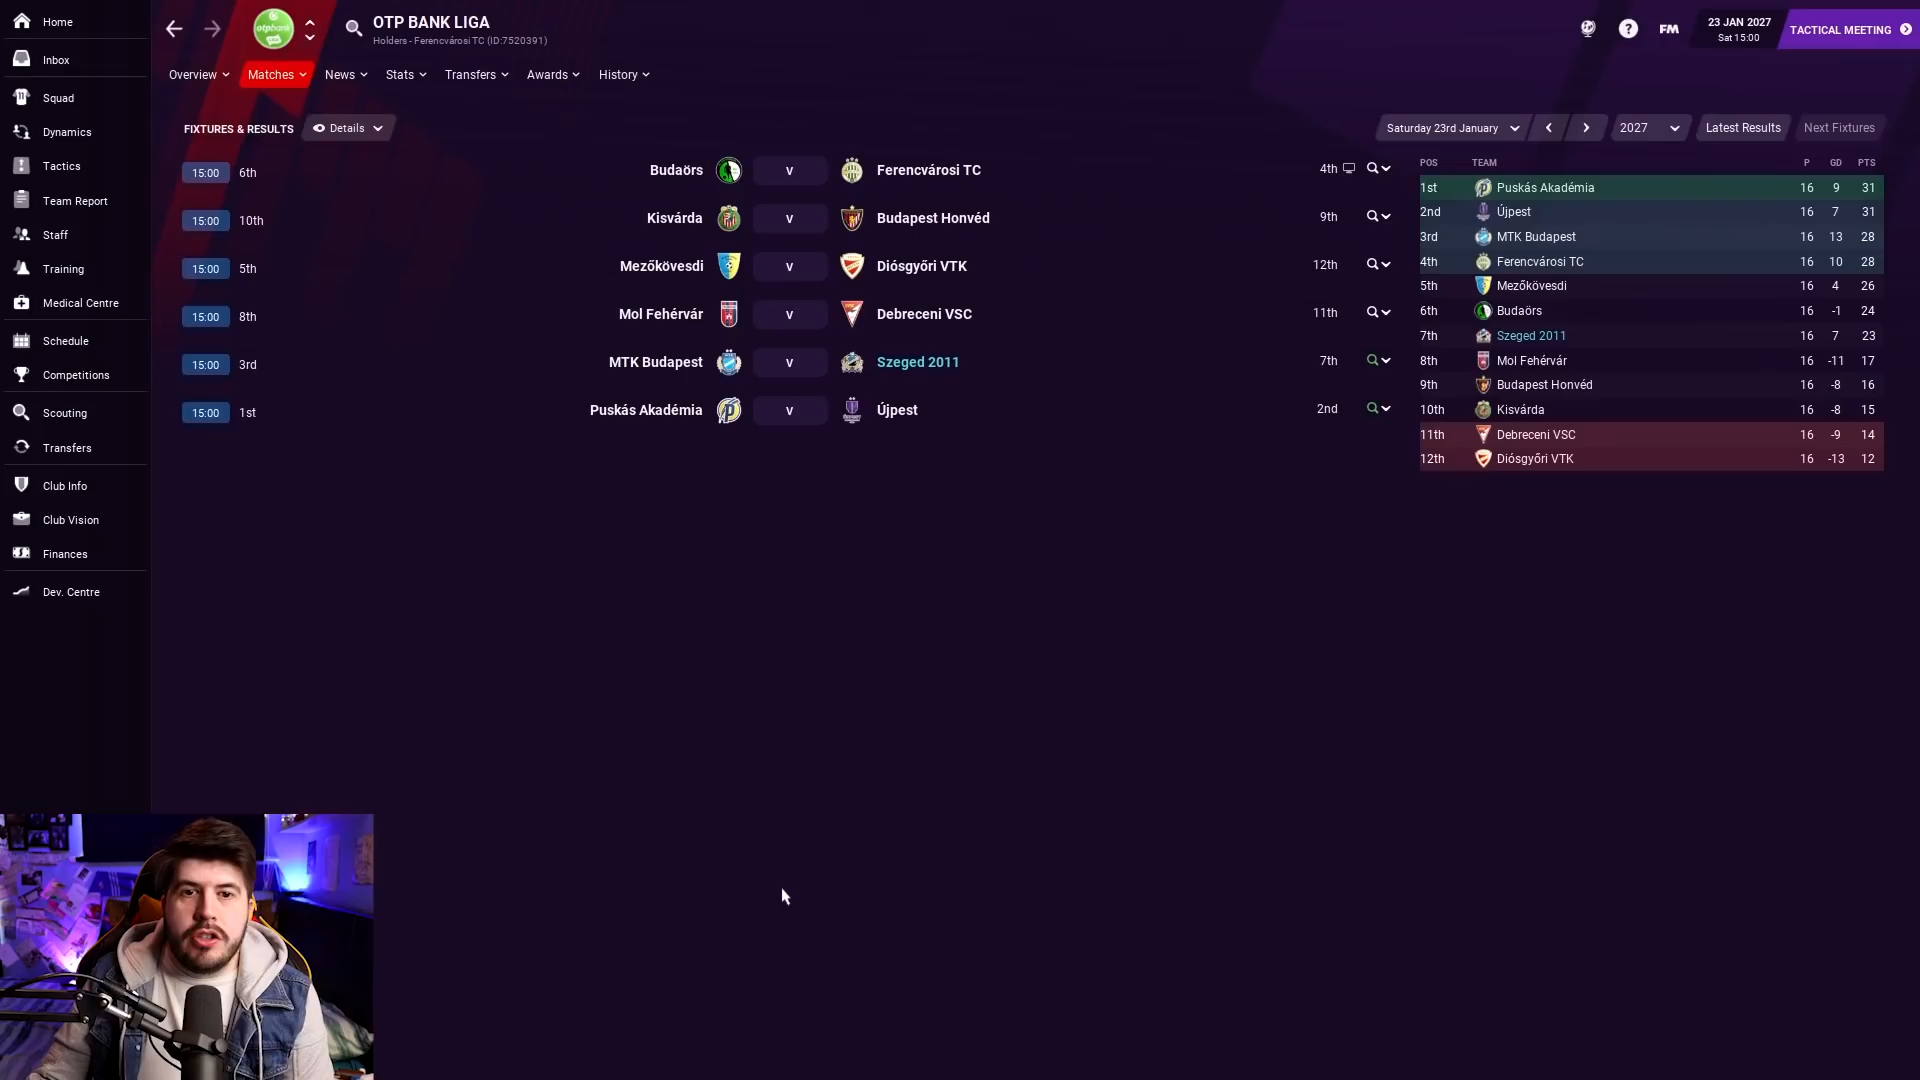 Home
Inbox
Squad
Dynamics
Tactics
Team Report
Staff
Training
Medical Centre
Schedule
Competitions
Scouting
Transfers
Club Info
Club Vision
Finances
Dev. Centre
OTP BANK LIGA
Holders - Ferencvárosi TC (ID:7520391)
FM
23 JAN 2027
Sat 15:00
TACTICAL MEETING
Overview Matches News Stats Transfers Awards History
FIXTURES & RESULTS Details
Saturday 23rd January 2027 Latest Results Next Fixtures
15:00 6th Budaörs v Ferencvárosi TC 4th
15:00 10th Kisvárda v Budapest Honvéd 9th
15:00 5th Mezőkövesdi v Diósgyőri VTK 12th
15:00 8th Mol Fehérvár v Debreceni VSC 11th
15:00 3rd MTK Budapest v Szeged 2011 7th
15:00 1st Puskás Akadémia v Újpest 2nd
POS TEAM P GD PTS
1st Puskás Akadémia 16 9 31
2nd Újpest 16 7 31
3rd MTK Budapest 16 13 28
4th Ferencvárosi TC 16 10 28
5th Mezőkövesdi 16 4 26
6th Budaörs 16 -1 24
7th Szeged 2011 16 7 23
8th Mol Fehérvár 16 -11 17
9th Budapest Honvéd 16 -8 16
10th Kisvárda 16 -8 15
11th Debreceni VSC 16 -9 14
12th Diósgyőri VTK 16 -13 12